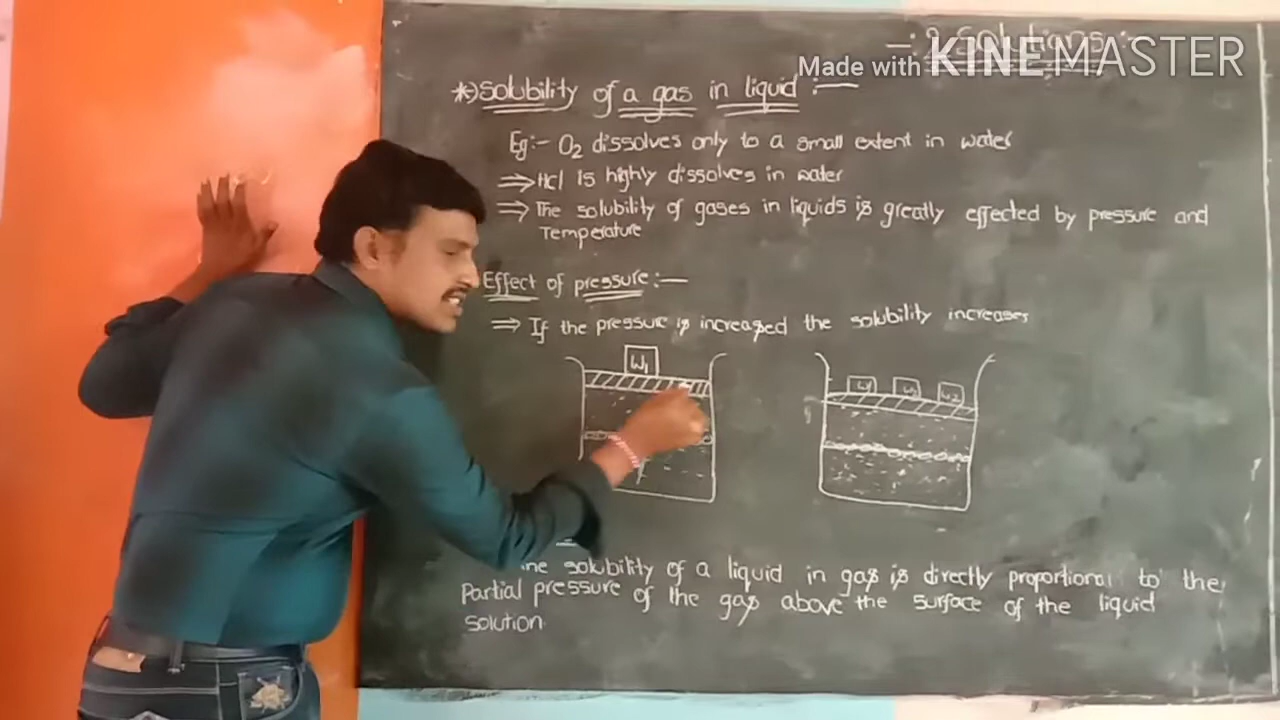 -: 2 Solutions :-
Made with KINEMASTER
*) Solubility of a gas in liquid :-
Eg:- O2 dissolves only to a small extent in water
⇒ HCl is highly dissolves in water
⇒ The solubility of gases in liquids is greatly effected by pressure and
Temperature
Effect of pressure :-
⇒ If the pressure is increased the solubility increases
W1
solubility of a liquid in gas is directly proportional to the
Partial pressure of the gas above the surface of the liquid
solution.